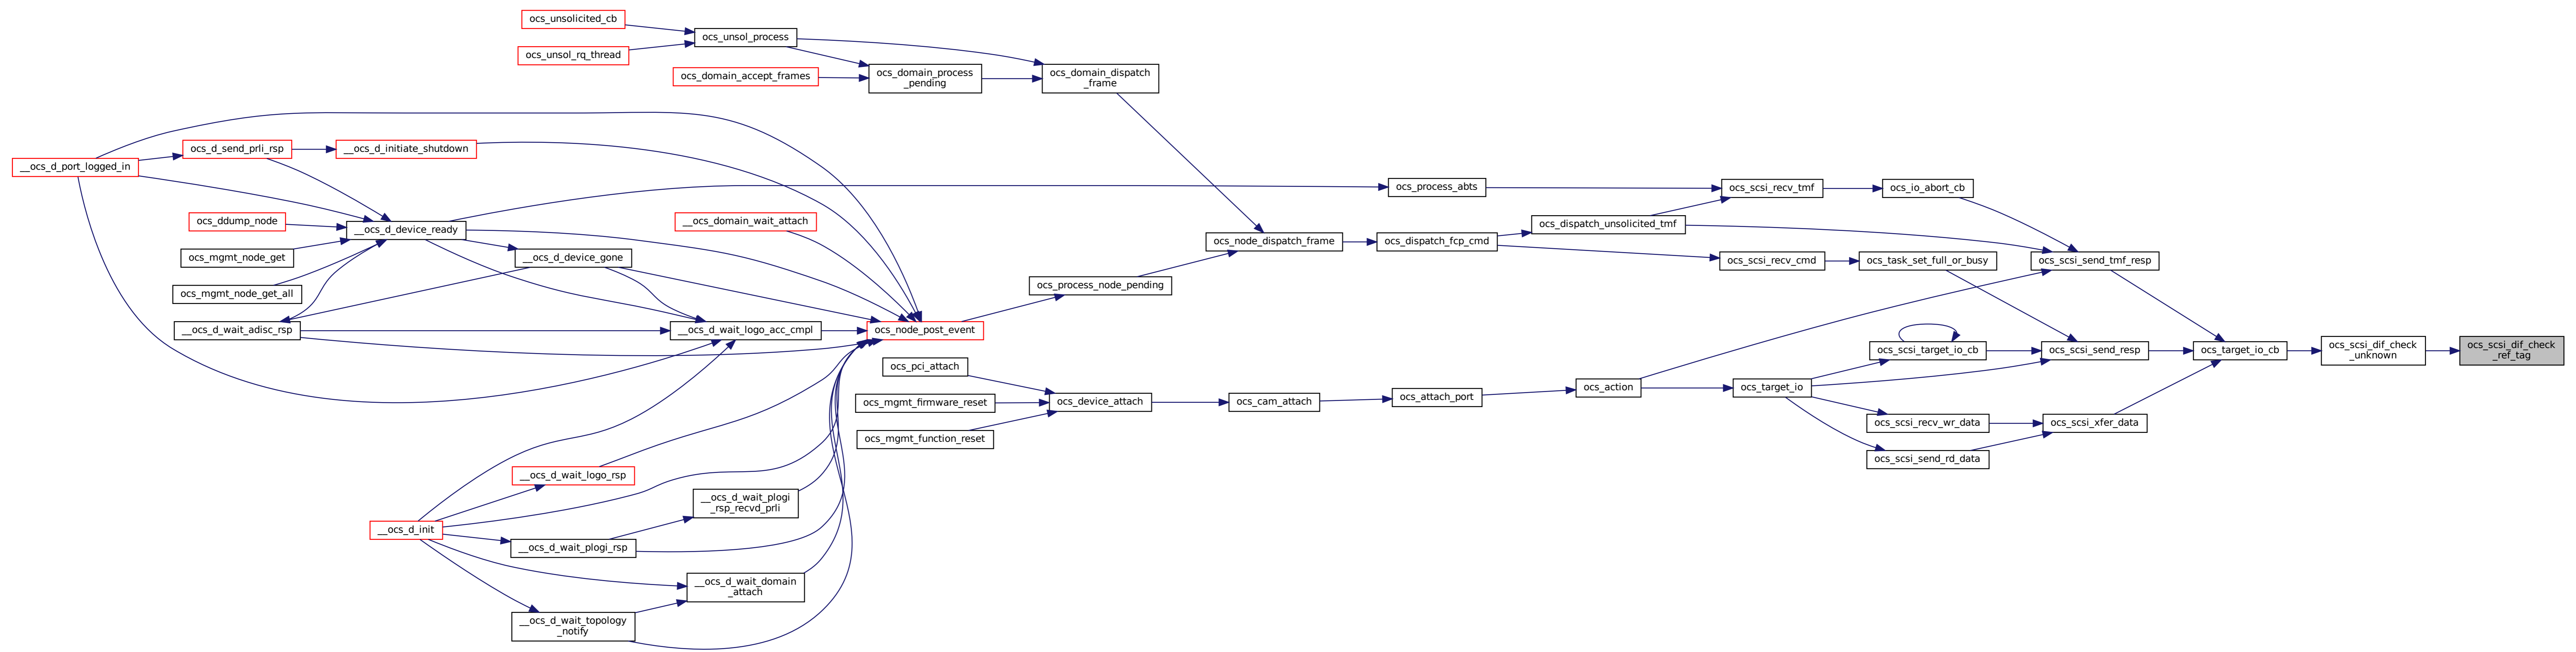 ocs_unsolicited_cb
ocs_unsol_process
ocs_unsol_rq_thread
ocs_domain_accept_frames
ocs_domain_process
_pending
ocs_domain_dispatch
_frame
__ocs_d_port_logged_in
ocs_d_send_prli_rsp
__ocs_d_initiate_shutdown
ocs_ddump_node
ocs_mgmt_node_get
ocs_mgmt_node_get_all
__ocs_d_device_ready
__ocs_d_device_gone
__ocs_d_wait_adisc_rsp
__ocs_domain_wait_attach
__ocs_d_wait_logo_acc_cmpl
ocs_node_post_event
ocs_process_node_pending
ocs_node_dispatch_frame
ocs_process_abts
ocs_dispatch_fcp_cmd
ocs_dispatch_unsolicited_tmf
ocs_scsi_recv_tmf
ocs_scsi_recv_cmd
ocs_io_abort_cb
ocs_task_set_full_or_busy
ocs_scsi_send_tmf_resp
ocs_pci_attach
ocs_mgmt_firmware_reset
ocs_mgmt_function_reset
ocs_device_attach
ocs_cam_attach
ocs_attach_port
ocs_action
ocs_target_io
ocs_scsi_target_io_cb
ocs_scsi_recv_wr_data
ocs_scsi_send_rd_data
ocs_scsi_send_resp
ocs_scsi_xfer_data
ocs_target_io_cb
ocs_scsi_dif_check
_unknown
ocs_scsi_dif_check
_ref_tag
__ocs_d_wait_logo_rsp
__ocs_d_wait_plogi
_rsp_recvd_prli
__ocs_d_init
__ocs_d_wait_plogi_rsp
__ocs_d_wait_domain
_attach
__ocs_d_wait_topology
_notify